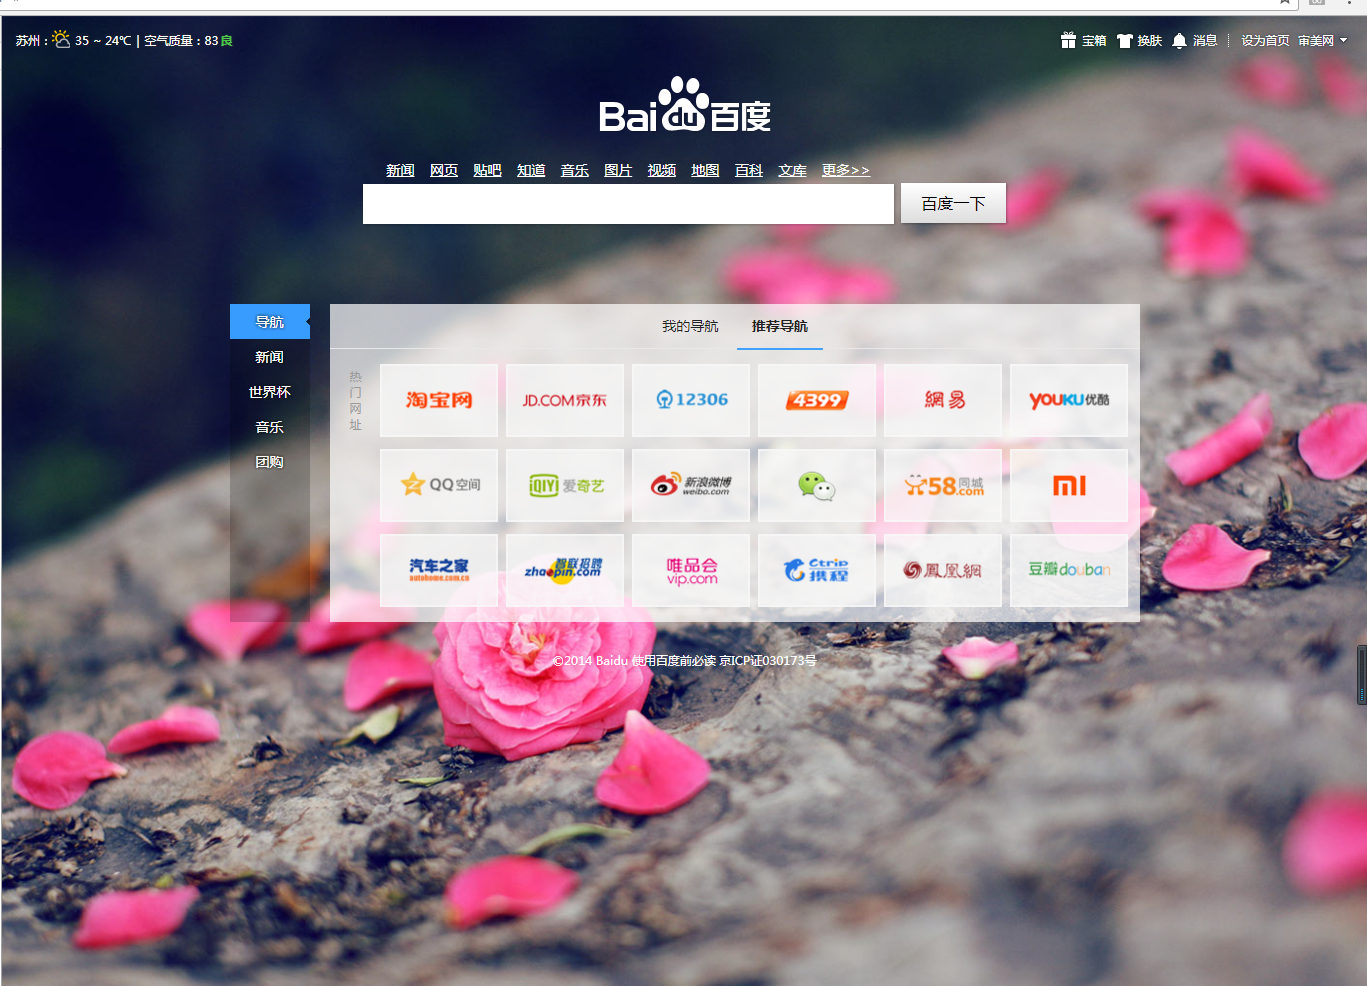 苏州： 35 ~ 24℃ | 空气质量：83良
宝箱 换肤 消息 设为首页 审美网
Bai du 百度
新闻 网页 贴吧 知道 音乐 图片 视频 地图 百科 文库 更多>>
百度一下
导航
新闻
世界杯
音乐
团购
我的导航 推荐导航
热门网址
淘宝网 JD.COM京东 12306 4399 網易 YOUKU优酷
QQ空间 iQIYI爱奇艺 新浪微博 weibo.com 58同城.com MI
汽车之家 autohome.com.cn 智联招聘 zhaopin.com 唯品会 vip.com Ctrip 携程 鳳凰網 豆瓣douban
©2014 Baidu 使用百度前必读 京ICP证030173号